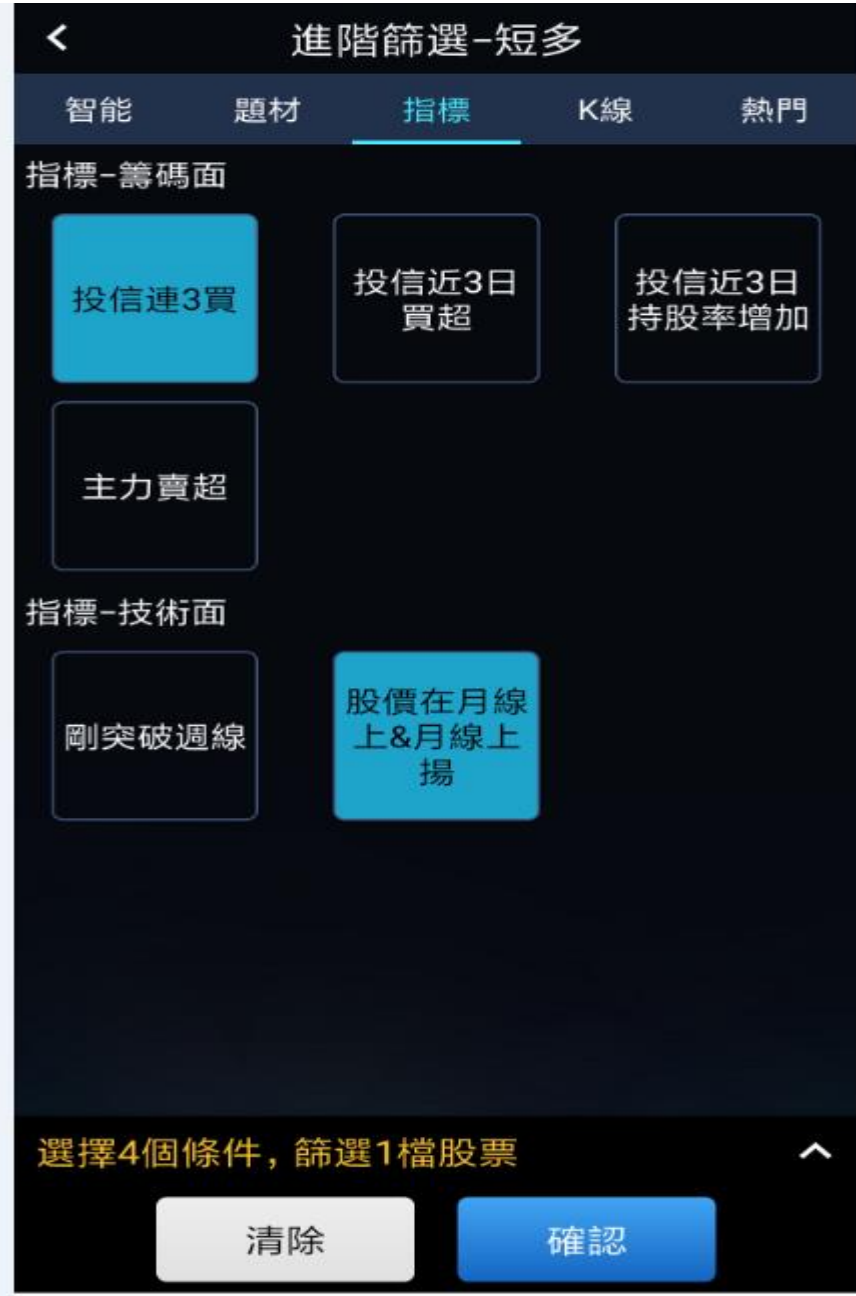 進階篩選-短多
智能 題材 指標 K線 熱門
指標-籌碼面
投信連3買
投信近3日
買超
投信近3日
持股率增加
主力賣超
指標-技術面
剛突破週線
股價在月線
上&月線上
揚
選擇4個條件, 篩選1檔股票
清除 確認